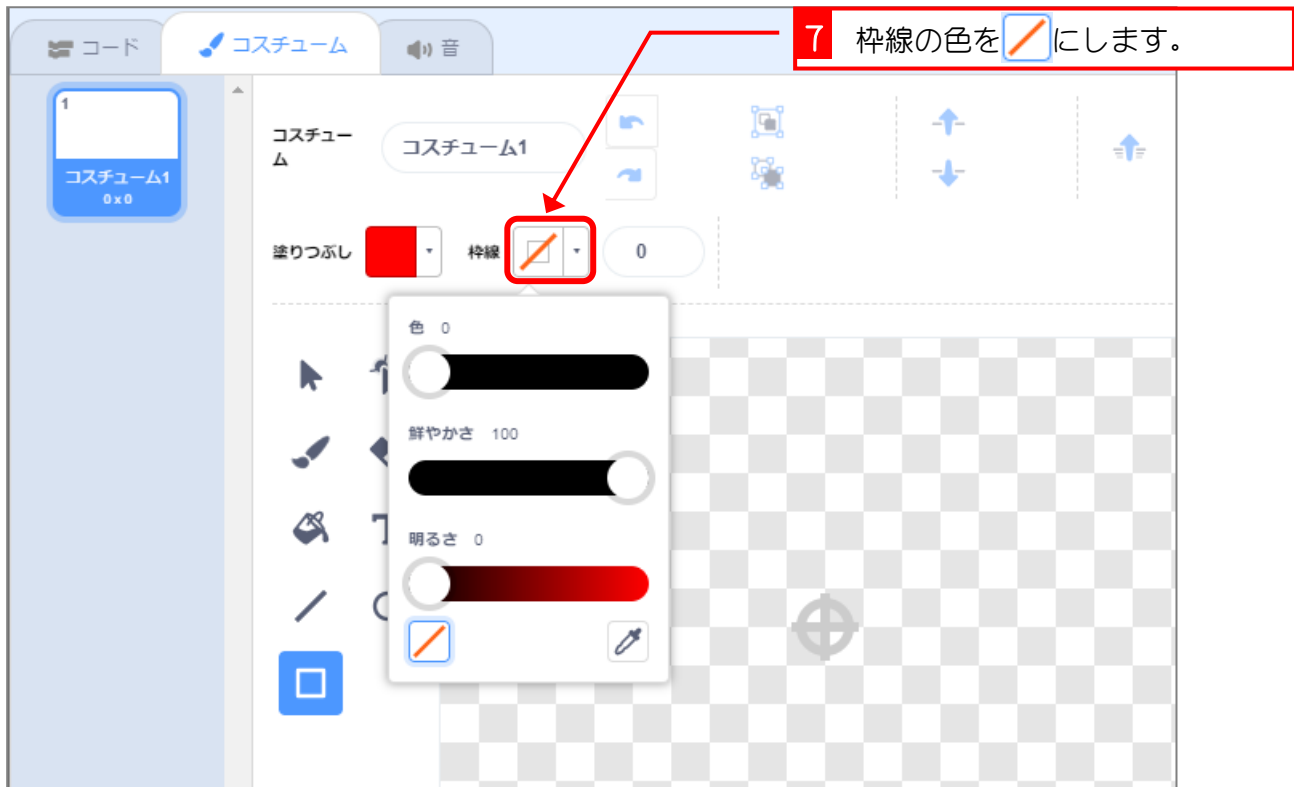 コード
コスチューム
音
7 枠線の色を にします。
1
コスチューム1
0 x 0
コスチュー
ム
コスチューム1
塗りつぶし
枠線
0
色 0
鮮やかさ 100
明るさ 0